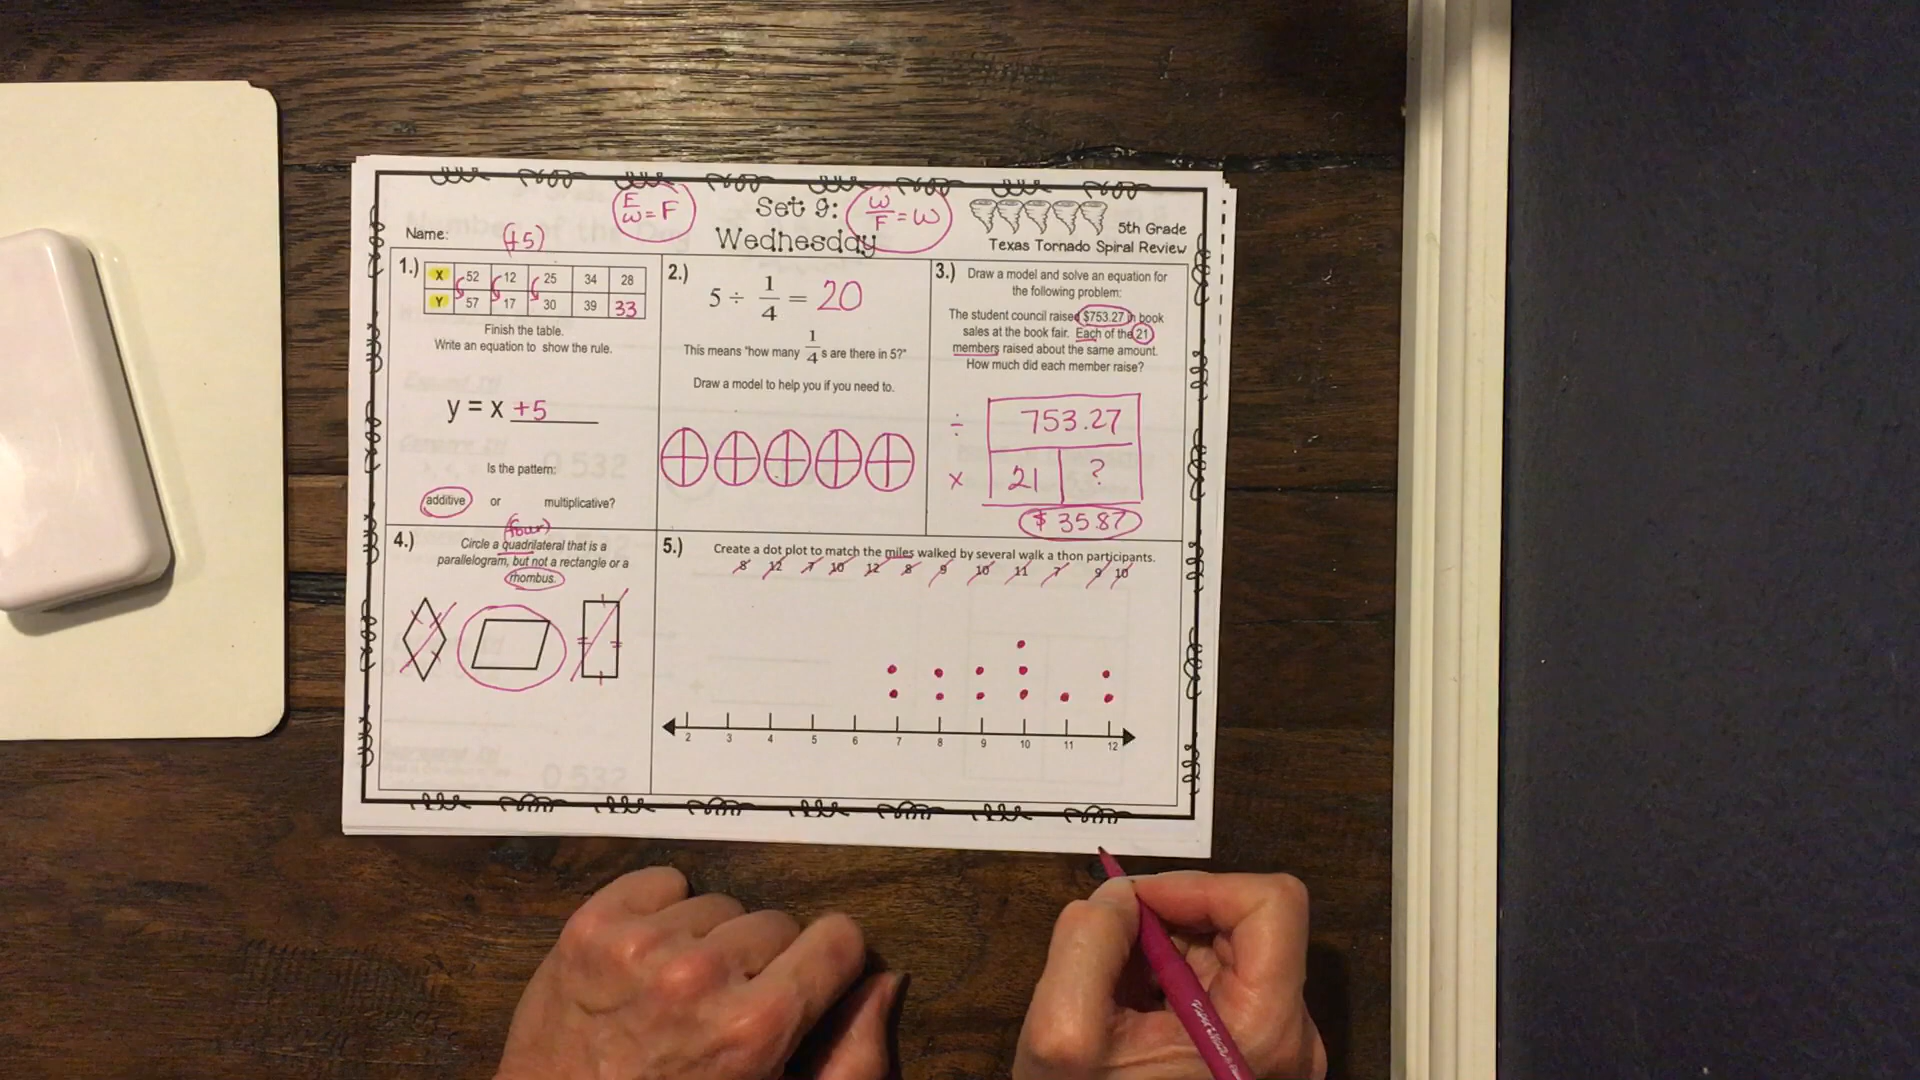 E/W = F
Set 9:
W/F = W
Wednesday
5th Grade
Texas Tornado Spiral Review
Name:
(+5)
1.)
X 52 12 25 34 28
Y 57 17 30 39 33
Finish the table.
Write an equation to show the rule.
y = x +5
Is the pattern:
additive or multiplicative?
2.)
5 ÷ 1/4 = 20
This means "how many 1/4 s are there in 5?"
Draw a model to help you if you need to.
3.) Draw a model and solve an equation for
the following problem:
The student council raised $753.27 in book
sales at the book fair. Each of the 21
members raised about the same amount.
How much did each member raise?
÷ 753.27
x 21 ?
$ 35.87
(four)
4.) Circle a quadrilateral that is a
parallelogram, but not a rectangle or a
rhombus.
5.) Create a dot plot to match the miles walked by several walk a thon participants.
8 12 7 10 12 8 9 10 11 7 9 10
2 3 4 5 6 7 8 9 10 11 12
0.532
0.532